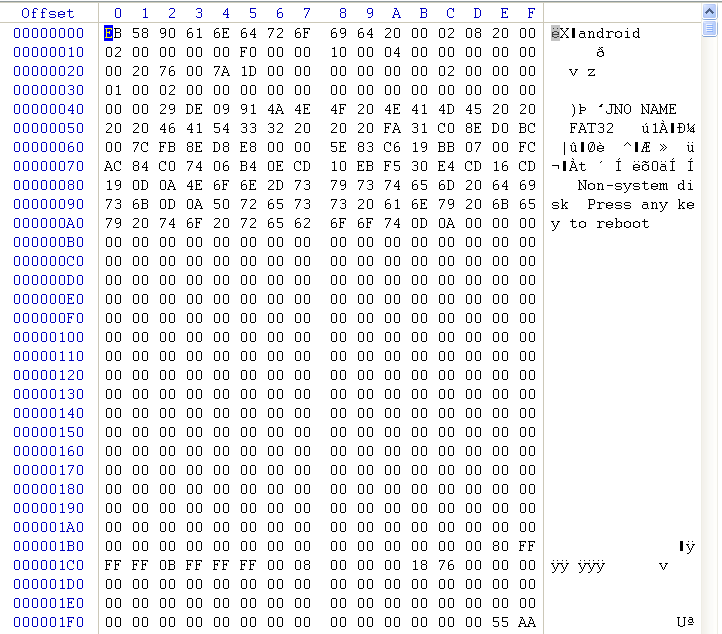 Offset 0 1 2 3 4 5 6 7 8 9 A B C D E F
00000000 EB 58 90 61 6E 64 72 6F 69 64 20 00 02 08 20 00 ëX android
00000010 02 00 00 00 00 F0 00 00 10 00 04 00 00 00 00 00 ð
00000020 00 20 76 00 7A 1D 00 00 00 00 00 00 02 00 00 00 v z
00000030 01 00 02 00 00 00 00 00 00 00 00 00 00 00 00 00
00000040 00 00 29 DE 09 91 4A 4E 4F 20 4E 41 4D 45 20 20 )Þ ‘JNO NAME
00000050 20 20 46 41 54 33 32 20 20 20 FA 31 C0 8E D0 BC FAT32 ú1À м
00000060 00 7C FB 8E D8 E8 00 00 5E 83 C6 19 BB 07 00 FC |û Øè ^ Æ » ü
00000070 AC 84 C0 74 06 B4 0E CD 10 EB F5 30 E4 CD 16 CD ¬ Àt ´ Í ëõ0äÍ Í
00000080 19 0D 0A 4E 6F 6E 2D 73 79 73 74 65 6D 20 64 69 Non-system di
00000090 73 6B 0D 0A 50 72 65 73 73 20 61 6E 79 20 6B 65 sk Press any ke
000000A0 79 20 74 6F 20 72 65 62 6F 6F 74 0D 0A 00 00 00 y to reboot
000000B0 00 00 00 00 00 00 00 00 00 00 00 00 00 00 00 00
000000C0 00 00 00 00 00 00 00 00 00 00 00 00 00 00 00 00
000000D0 00 00 00 00 00 00 00 00 00 00 00 00 00 00 00 00
000000E0 00 00 00 00 00 00 00 00 00 00 00 00 00 00 00 00
000000F0 00 00 00 00 00 00 00 00 00 00 00 00 00 00 00 00
00000100 00 00 00 00 00 00 00 00 00 00 00 00 00 00 00 00
00000110 00 00 00 00 00 00 00 00 00 00 00 00 00 00 00 00
00000120 00 00 00 00 00 00 00 00 00 00 00 00 00 00 00 00
00000130 00 00 00 00 00 00 00 00 00 00 00 00 00 00 00 00
00000140 00 00 00 00 00 00 00 00 00 00 00 00 00 00 00 00
00000150 00 00 00 00 00 00 00 00 00 00 00 00 00 00 00 00
00000160 00 00 00 00 00 00 00 00 00 00 00 00 00 00 00 00
00000170 00 00 00 00 00 00 00 00 00 00 00 00 00 00 00 00
00000180 00 00 00 00 00 00 00 00 00 00 00 00 00 00 00 00
00000190 00 00 00 00 00 00 00 00 00 00 00 00 00 00 00 00
000001A0 00 00 00 00 00 00 00 00 00 00 00 00 00 00 00 00
000001B0 00 00 00 00 00 00 00 00 00 00 00 00 00 00 80 FF ÿ
000001C0 FF FF 0B FF FF FF 00 08 00 00 00 18 76 00 00 00 ÿÿ ÿÿÿ v
000001D0 00 00 00 00 00 00 00 00 00 00 00 00 00 00 00 00
000001E0 00 00 00 00 00 00 00 00 00 00 00 00 00 00 00 00
000001F0 00 00 00 00 00 00 00 00 00 00 00 00 00 00 55 AA Uª